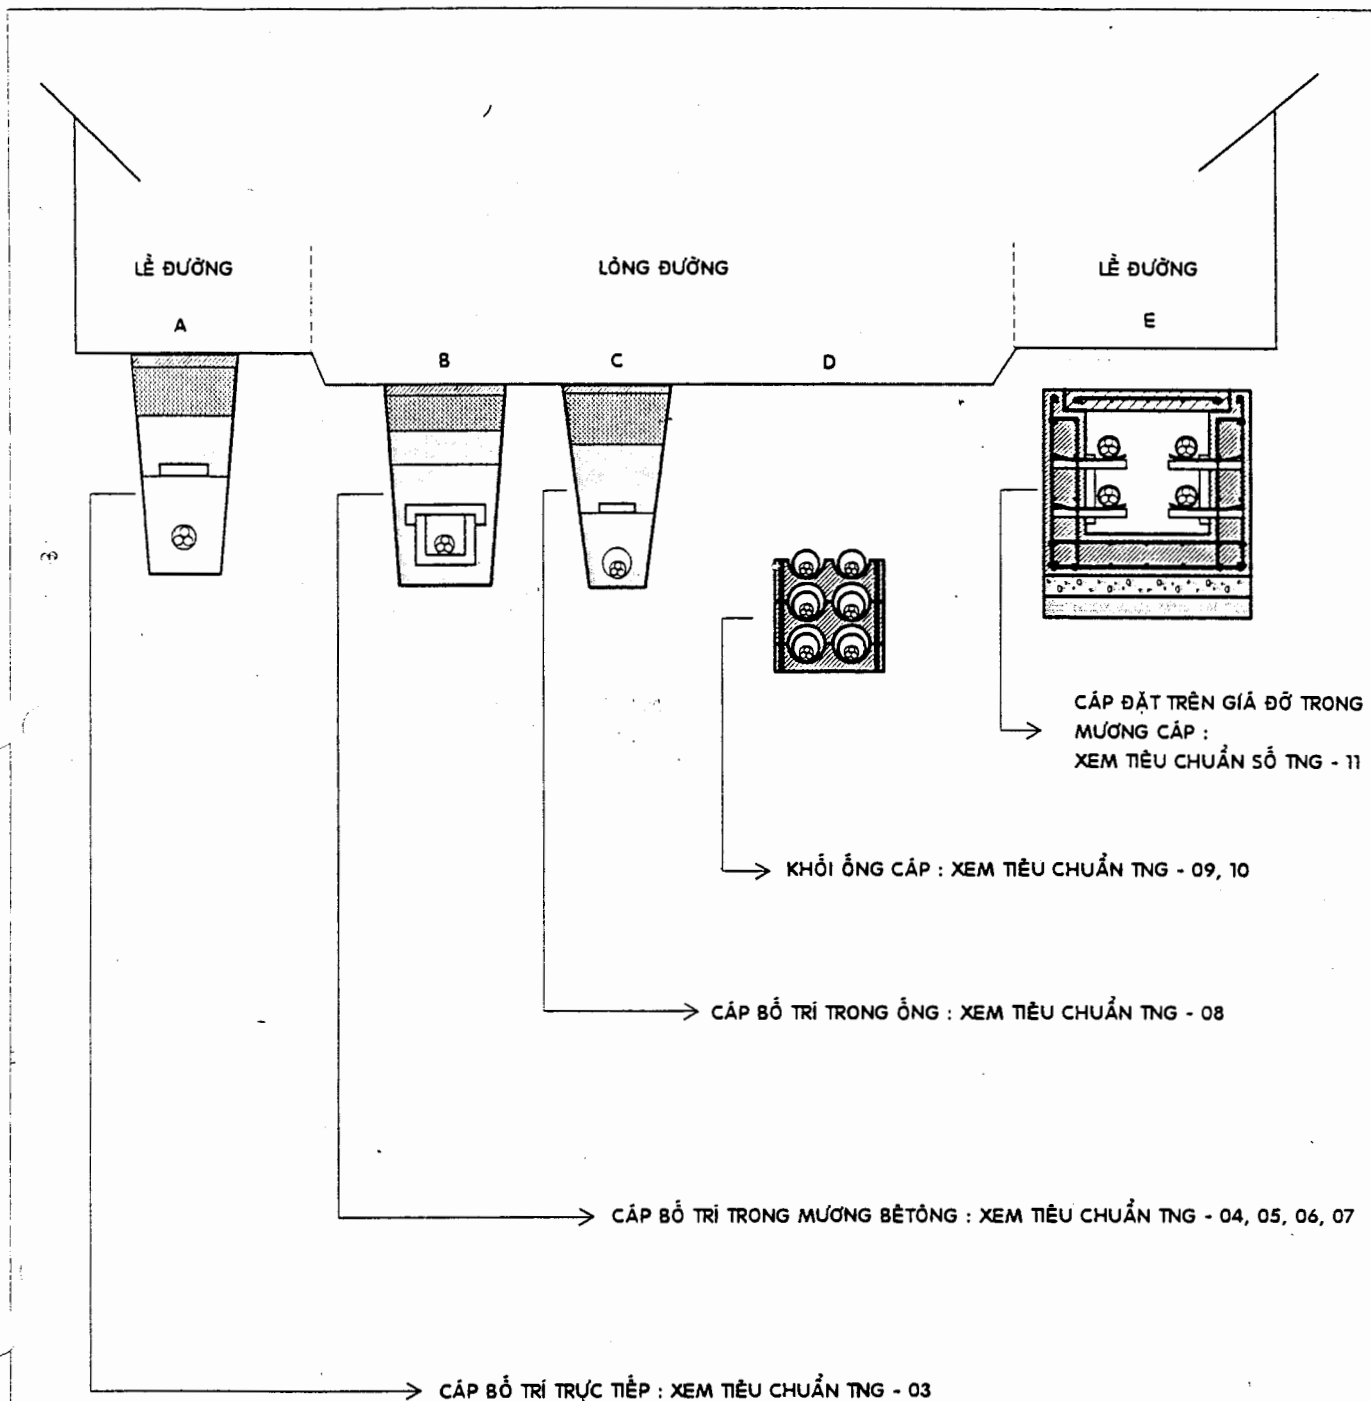 LỀ ĐƯỜNG
LÒNG ĐƯỜNG
LỀ ĐƯỜNG
A
B
C
D
E
CÁP ĐẶT TRÊN GIÁ ĐỠ TRONG
MƯƠNG CÁP :
XEM TIÊU CHUẨN SỐ TNG - 11
KHỐI ỐNG CÁP : XEM TIÊU CHUẨN TNG - 09, 10
CÁP BỐ TRÍ TRONG ỐNG : XEM TIÊU CHUẨN TNG - 08
CÁP BỐ TRÍ TRONG MƯƠNG BÊTÔNG : XEM TIÊU CHUẨN TNG - 04, 05, 06, 07
CÁP BỐ TRÍ TRỰC TIẾP : XEM TIÊU CHUẨN TNG - 03